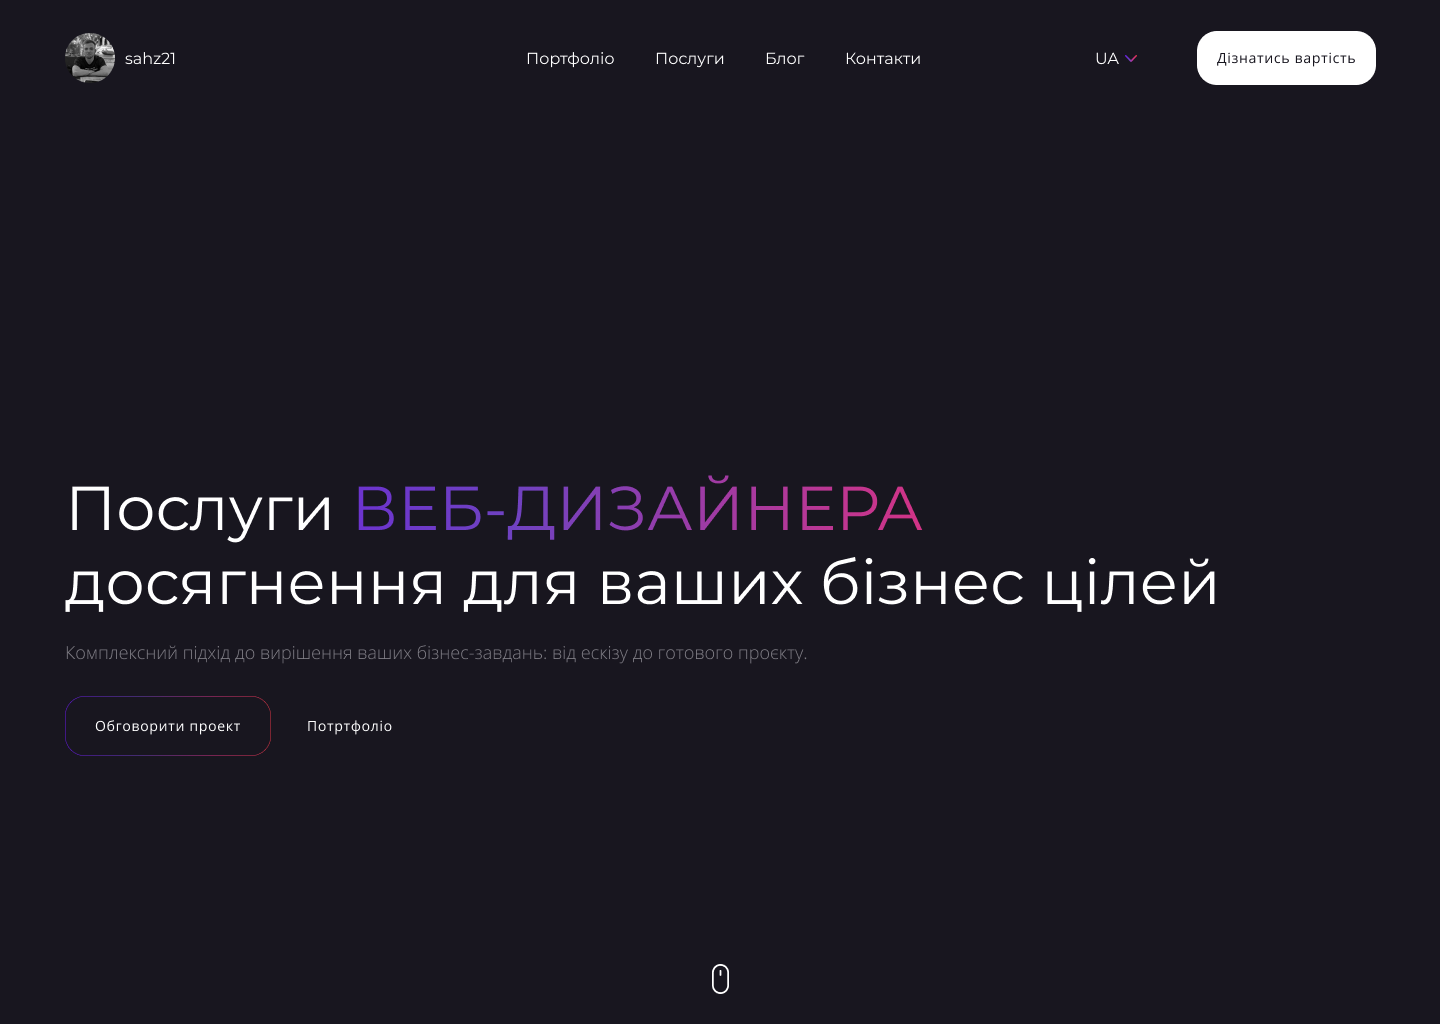 sahz21
Портфоліо
Послуги
Блог
Контакти
UA
Дізнатись вартість
Послуги ВЕБ-ДИЗАЙНЕРА
досягнення для ваших бізнес цілей
Комплексний підхід до вирішення ваших бізнес-завдань: від ескізу до готового проєкту.
Обговорити проект
Потртфоліо